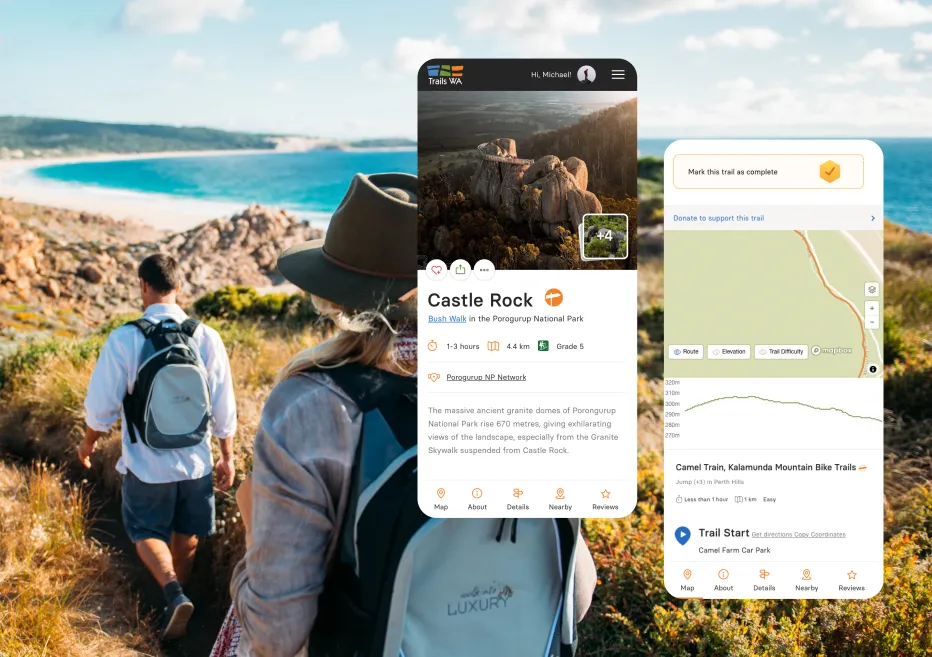 Trails WA
Hi, Michael!
+4
Castle Rock
Bush Walk in the Porogurup National Park
1-3 hours
4.4 km
Grade 5
Porogurup NP Network
The massive ancient granite domes of Porongurup
National Park rise 670 metres, giving exhilarating
views of the landscape, especially from the Granite
Skywalk suspended from Castle Rock.
Map
About
Details
Nearby
Reviews
Mark this trail as complete
Donate to support this trail
+
−
Route
Elevation
Trail Difficulty
mapbox
320m
310m
300m
290m
280m
270m
Camel Train, Kalamunda Mountain Bike Trails
Jump (+3) in Perth Hills
Less than 1 hour
1 km
Easy
Trail Start Get directions Copy Coordinates
Camel Farm Car Park
Map
About
Details
Nearby
Reviews
walk into
LUXURY